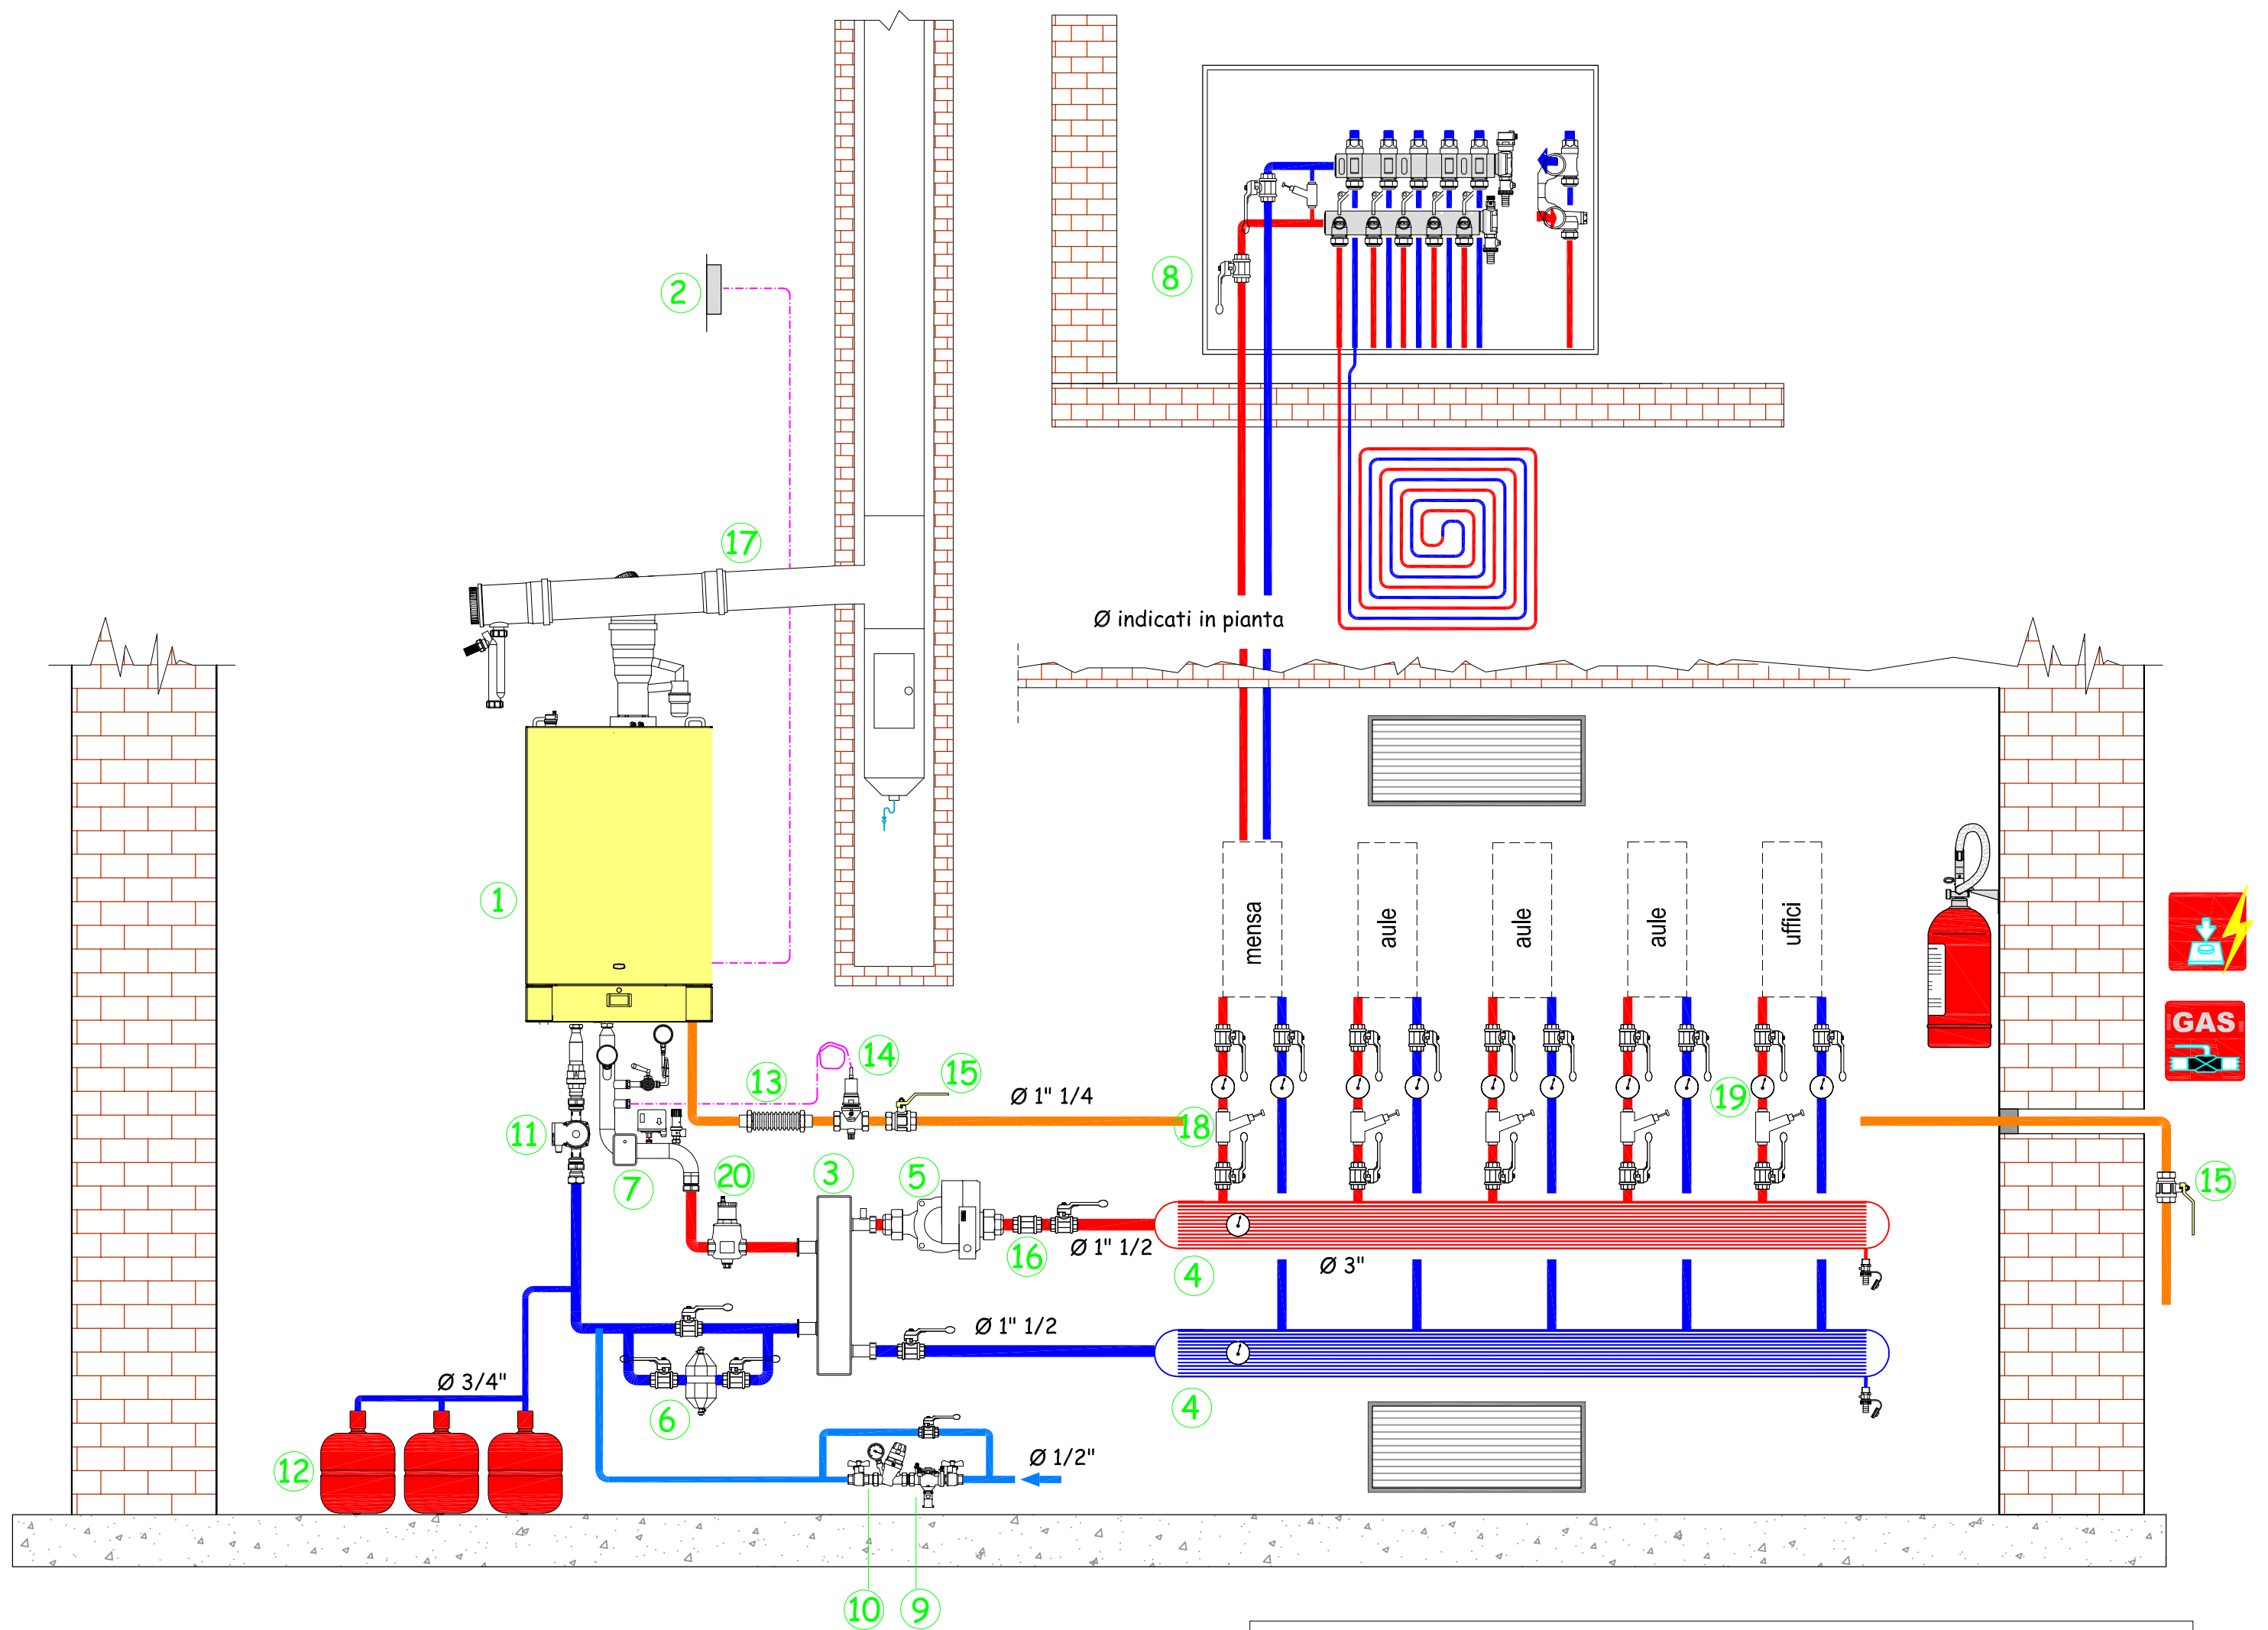 2
8
17
Ø indicati in pianta
1
mensa
aule
aule
aule
uffici
GAS
14
15
13
Ø 1" 1/4
19
18
11
7
20
3
5
15
16
Ø 1" 1/2
4
Ø 3"
Ø 1" 1/2
Ø 3/4"
6
4
Ø 1/2"
12
10
9